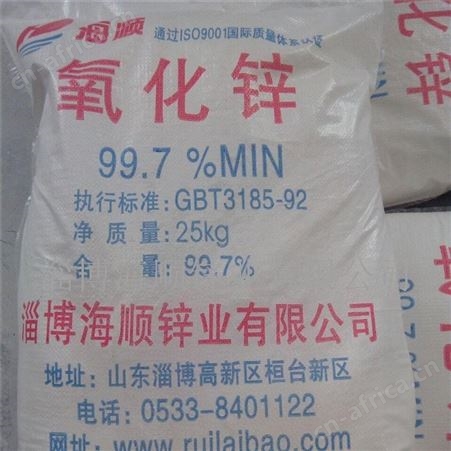 海顺 通过ISO9001国际质量体系认证
氧化锌
99.7 %MIN
执行标准: GBT3185-92
净质量: 25kg
含 量: 99.7%
淄博海顺锌业有限公司
地址: 山东淄博高新区桓台新区
电话: 0533-8401122
网址: www.ruilaibao.com